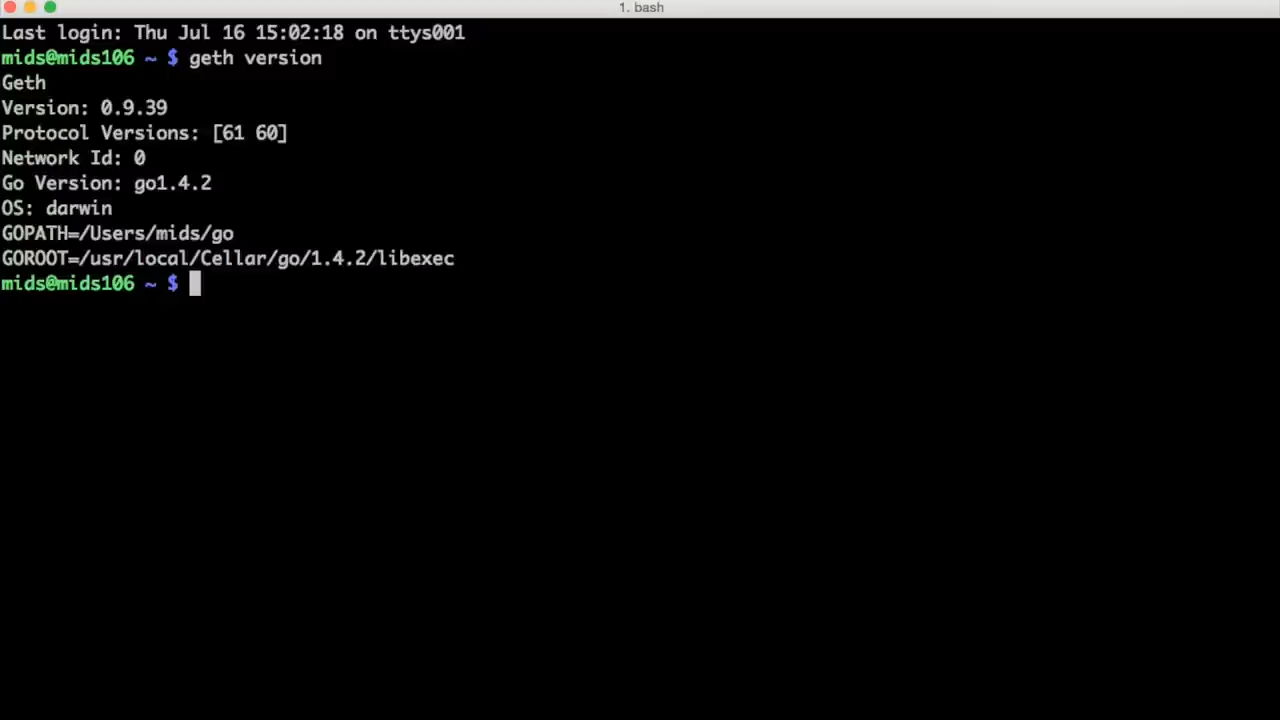 1. bash
Last login: Thu Jul 16 15:02:18 on ttys001
mids@mids106 ~ $ geth version
Geth
Version: 0.9.39
Protocol Versions: [61 60]
Network Id: 0
Go Version: go1.4.2
OS: darwin
GOPATH=/Users/mids/go
GOROOT=/usr/local/Cellar/go/1.4.2/libexec
mids@mids106 ~ $